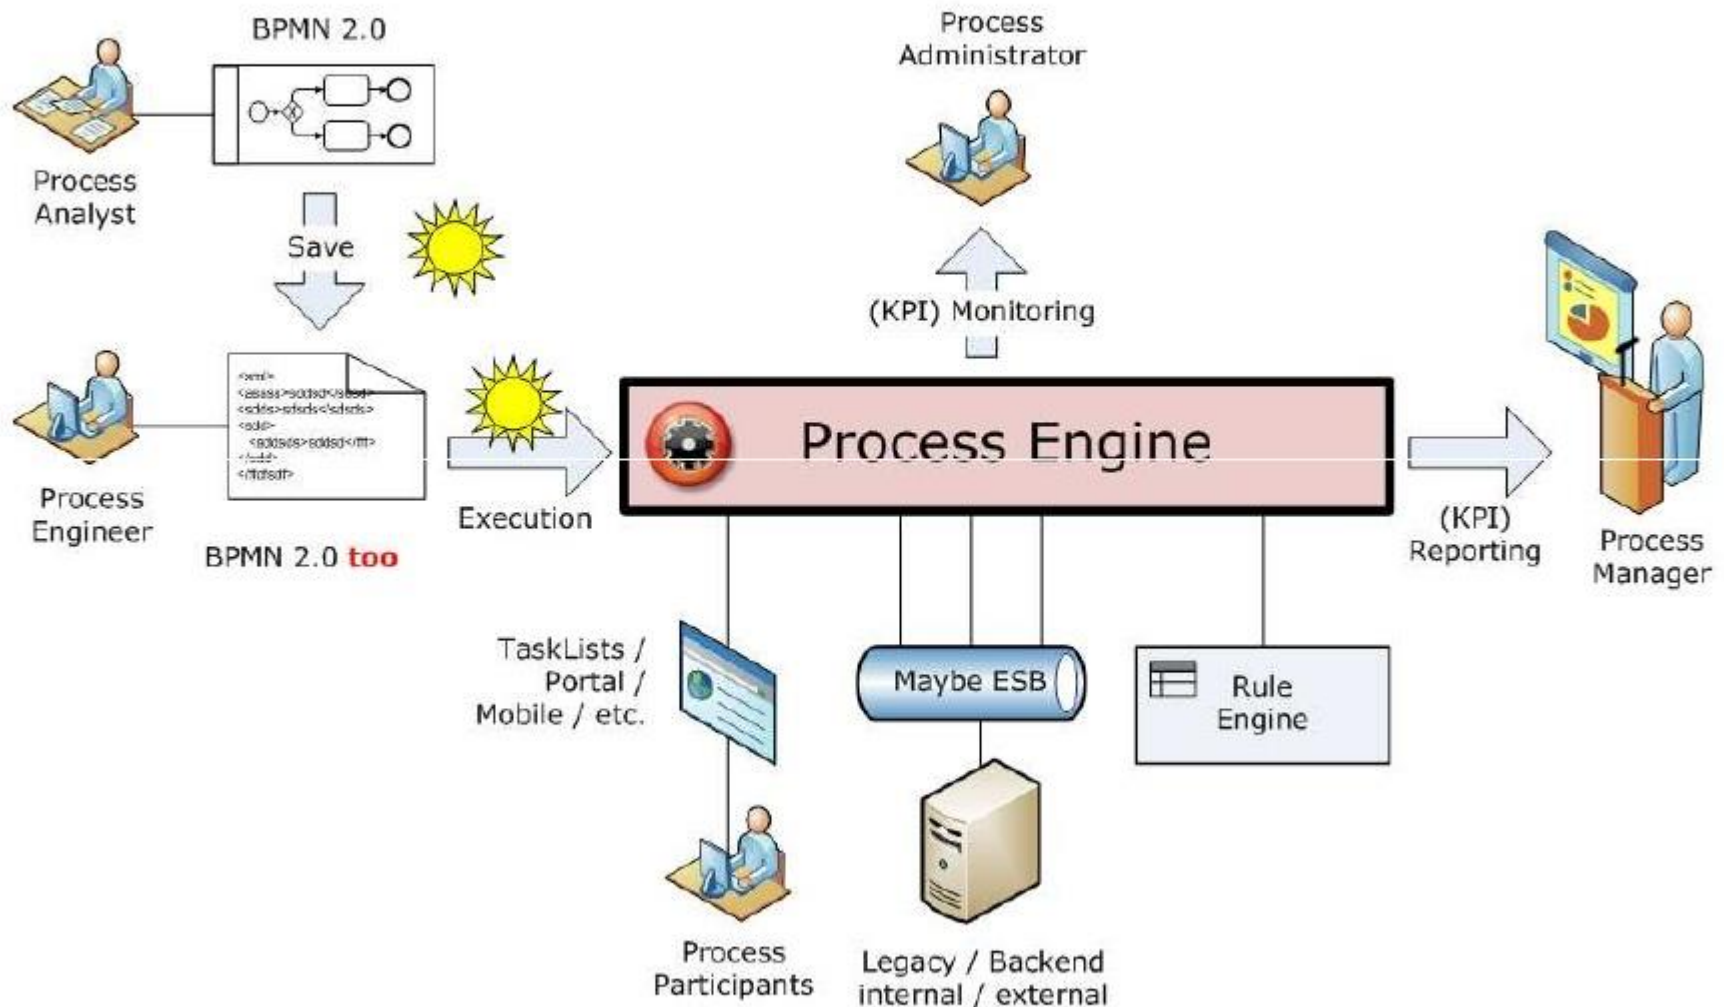 BPMN 2.0
Process
Administrator
Process
Analyst
Save
(KPI) Monitoring
<xml>
Process Engine
Process
Engineer
Execution
BPMN 2.0 too
(KPI)
Reporting
Process
Manager
TaskLists /
Portal /
Mobile / etc.
Maybe ESB
Rule
Engine
Process
Participants
Legacy / Backend
internal / external